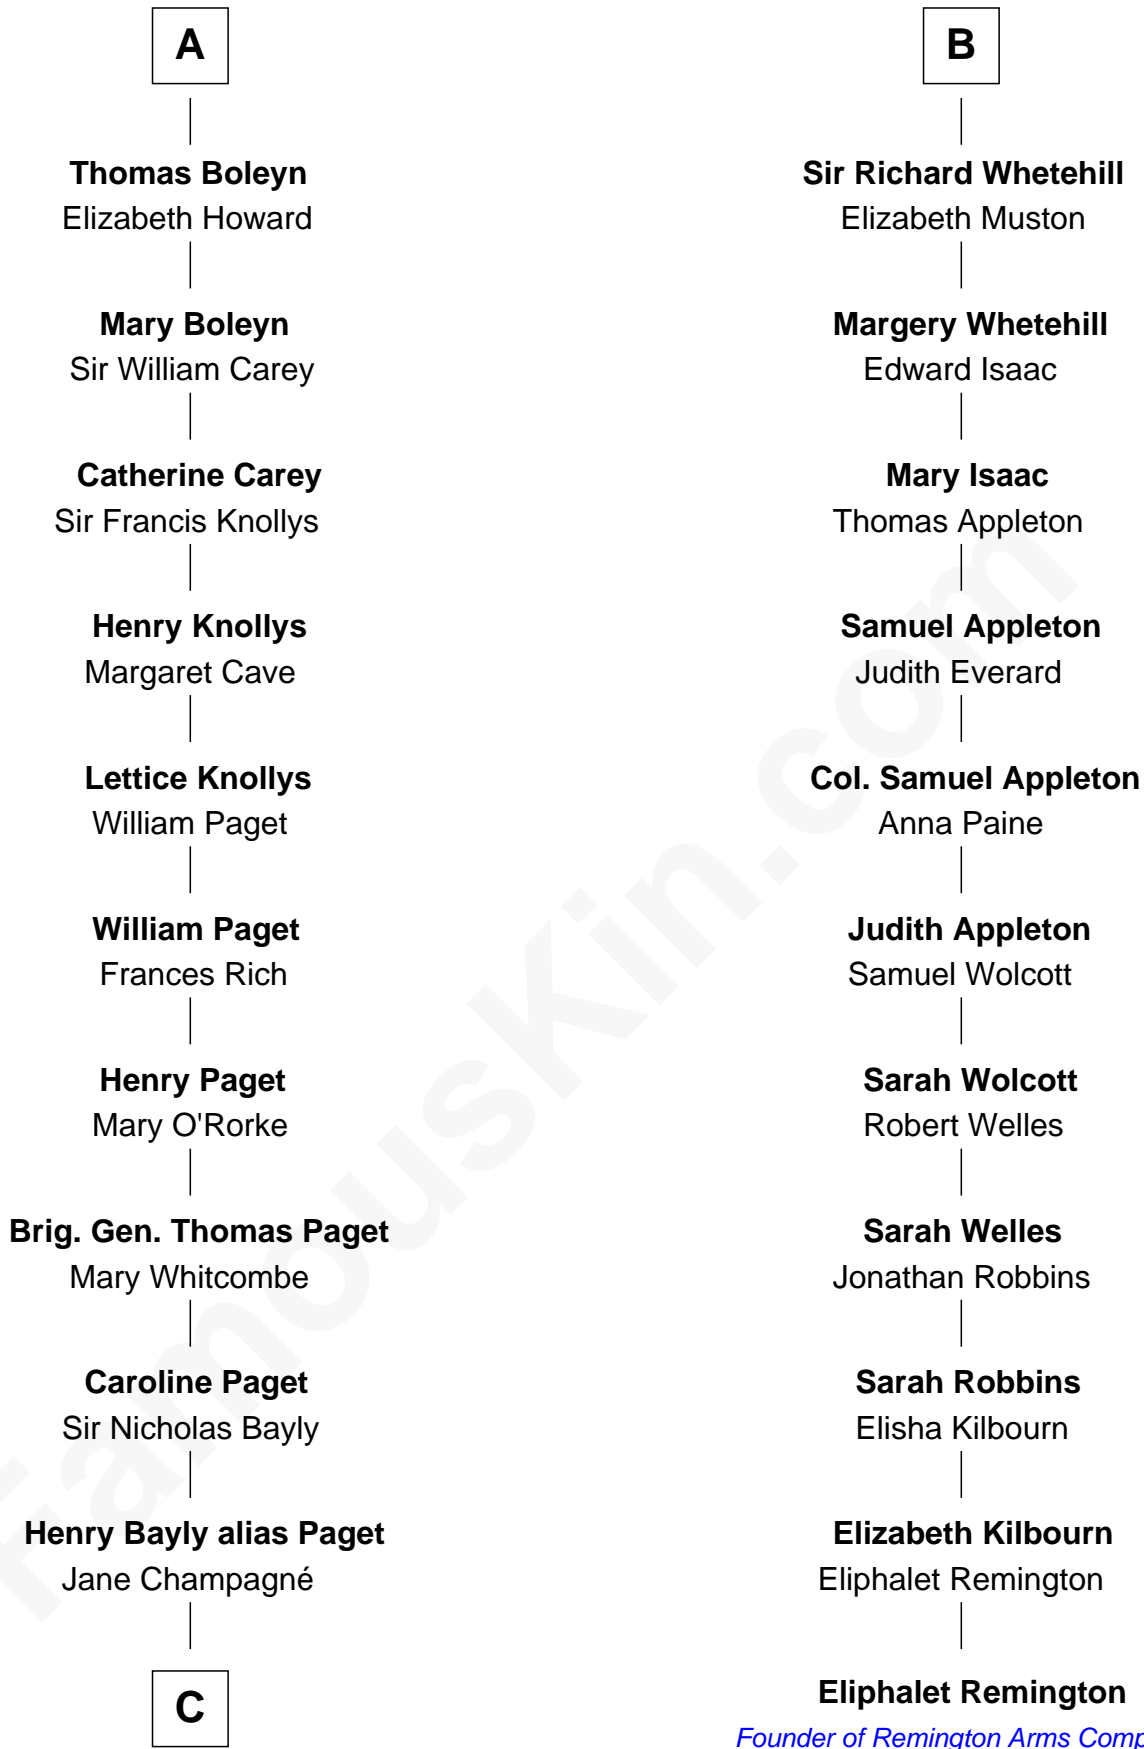 A
Thomas Boleyn
Elizabeth Howard
Mary Boleyn
Sir William Carey
Catherine Carey
Sir Francis Knollys
Henry Knollys
Margaret Cave
Lettice Knollys
William Paget
William Paget
Frances Rich
Henry Paget
Mary O'Rorke
Brig. Gen. Thomas Paget
Mary Whitcombe
Caroline Paget
Sir Nicholas Bayly
Henry Bayly alias Paget
Jane Champagné
C
B
Sir Richard Whetehill
Elizabeth Muston
Margery Whetehill
Edward Isaac
Mary Isaac
Thomas Appleton
Samuel Appleton
Judith Everard
Col. Samuel Appleton
Anna Paine
Judith Appleton
Samuel Wolcott
Sarah Wolcott
Robert Welles
Sarah Welles
Jonathan Robbins
Sarah Robbins
Elisha Kilbourn
Elizabeth Kilbourn
Eliphalet Remington
Eliphalet Remington
Founder of Remington Arms Comp
FamousKin.com